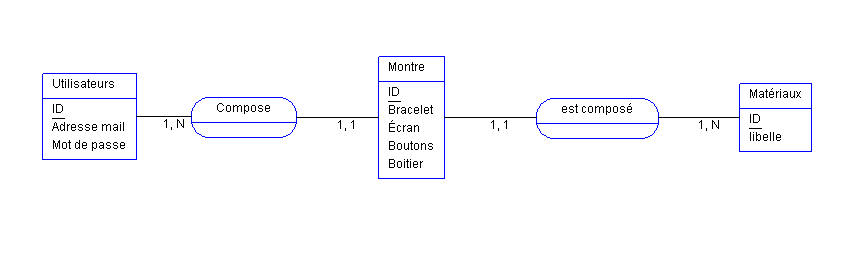 Utilisateurs
ID
Adresse mail
Mot de passe
1, N
Compose
1, 1
Montre
ID
Bracelet
Écran
Boutons
Boitier
1, 1
est composé
1, N
Matériaux
ID
libelle